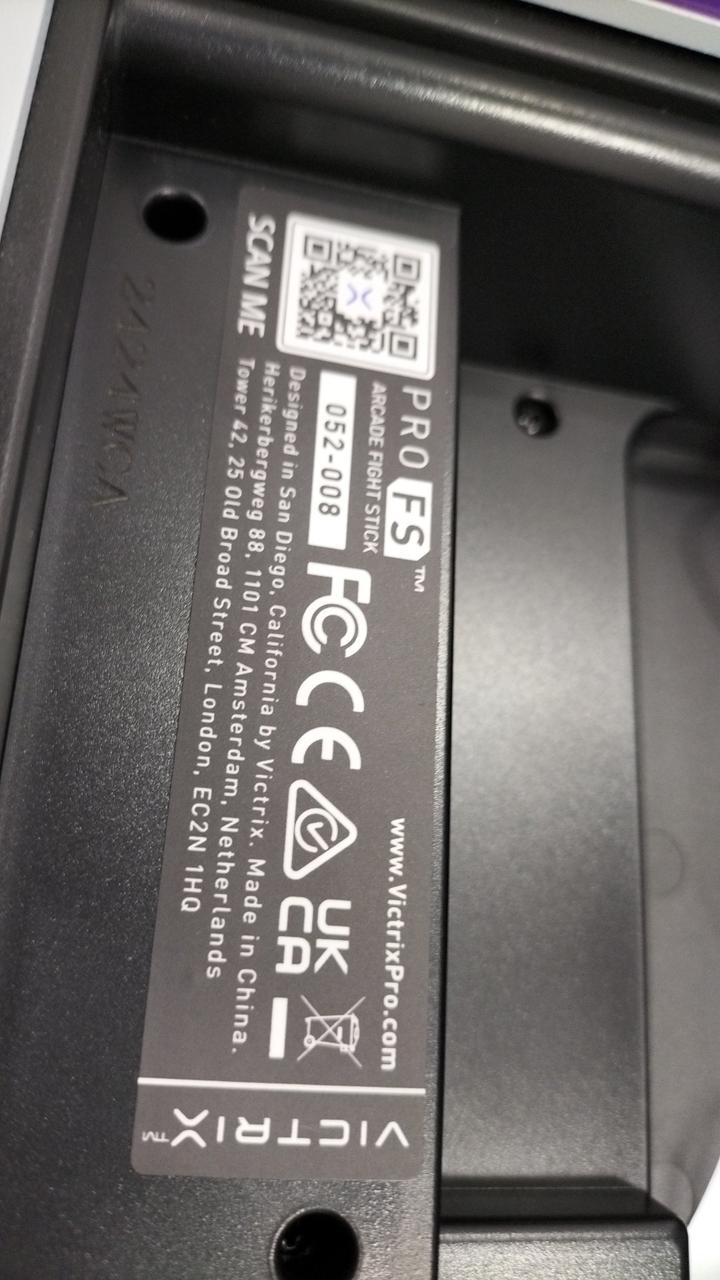 PRO FS™
ARCADE FIGHT STICK
052-008
SCAN ME
www.VictrixPro.com
FC CE UK CA
Designed in San Diego, California by Victrix. Made in China.
Herikerbergweg 88, 1101 CM Amsterdam, Netherlands
Tower 42, 25 Old Broad Street, London, EC2N 1HQ
VICTRIX™